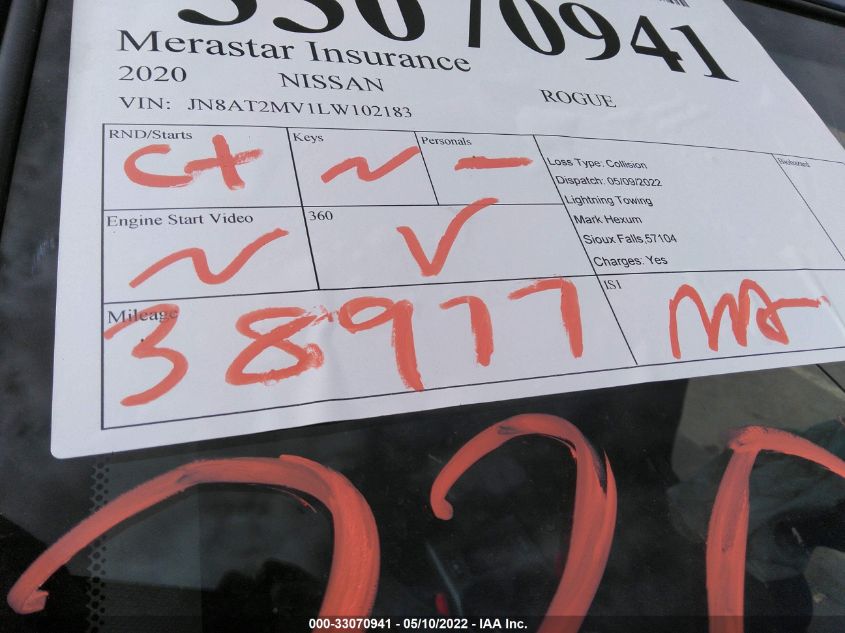 33070941
Merastar Insurance
2020 NISSAN ROGUE
VIN: JN8AT2MV1LW102183
RND/Starts Keys Personals
C+ ~ —
Loss Type: Collision
Dispatch: 05/09/2022
Lightning Towing
Mark Hexum
Sioux Falls,57104
Charges: Yes
Engine Start Video 360
~ V
Mileage ISI
38977 MA
000-33070941 - 05/10/2022 - IAA Inc.